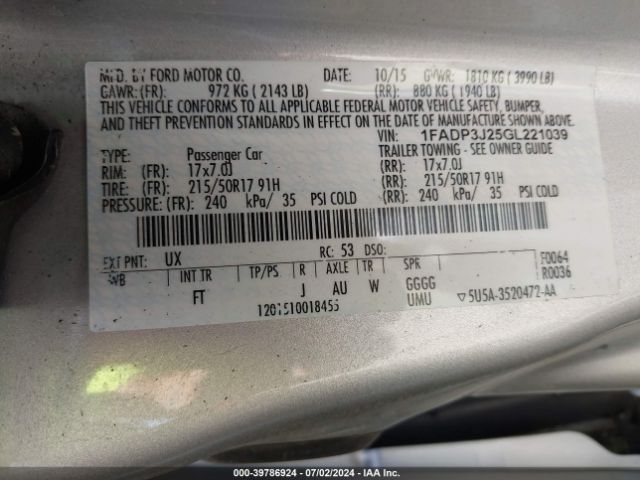 MFD. BY FORD MOTOR CO. DATE: 10/15 GVWR: 1810 KG ( 3990 LB)
GAWR: (FR): 972 KG ( 2143 LB) (RR): 880 KG ( 1940 LB)
THIS VEHICLE CONFORMS TO ALL APPLICABLE FEDERAL MOTOR VEHICLE SAFETY, BUMPER,
AND THEFT PREVENTION STANDARDS IN EFFECT ON THE DATE OF MANUFACTURE SHOWN ABOVE
VIN: 1FADP3J25GL221039
TYPE: Passenger Car TRAILER TOWING - SEE OWNER GUIDE
RIM: (FR): 17x7.0J (RR): 17x7.0J
TIRE: (FR): 215/50R17 91H (RR): 215/50R17 91H
PRESSURE: (FR): 240 kPa/ 35 PSI COLD (RR): 240 kPa/ 35 PSI COLD
EXT PNT: UX RC: 53 DSO: F0064
WB INT TR TP/PS R AXLE TR SPR R0036
FT J AU W GGGG
UMU
1201510018455 ▽5U5A-3520472-AA
000-39786924 | 07/02/2024 | IAA Inc.